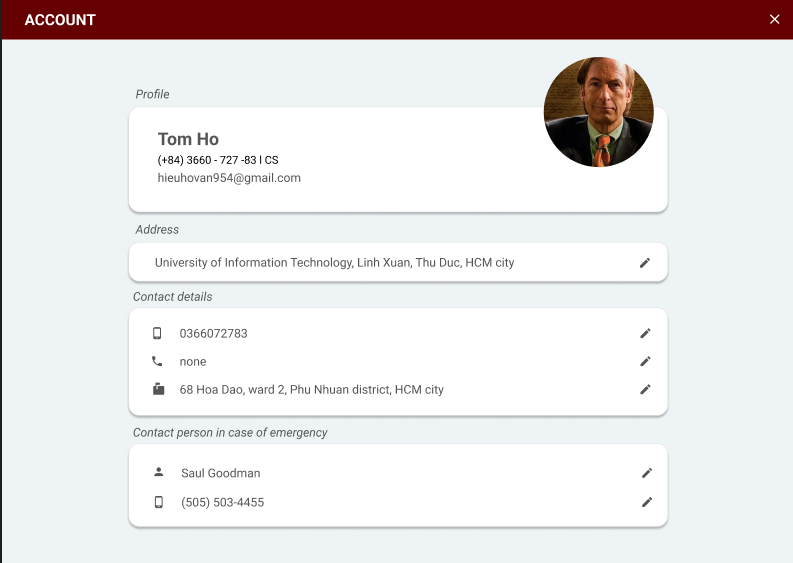 ACCOUNT
Profile
Tom Ho
(+84) 3660 - 727 -83 l CS
hieuhovan954@gmail.com
Address
University of Information Technology, Linh Xuan, Thu Duc, HCM city
Contact details
0366072783
none
68 Hoa Dao, ward 2, Phu Nhuan district, HCM city
Contact person in case of emergency
Saul Goodman
(505) 503-4455